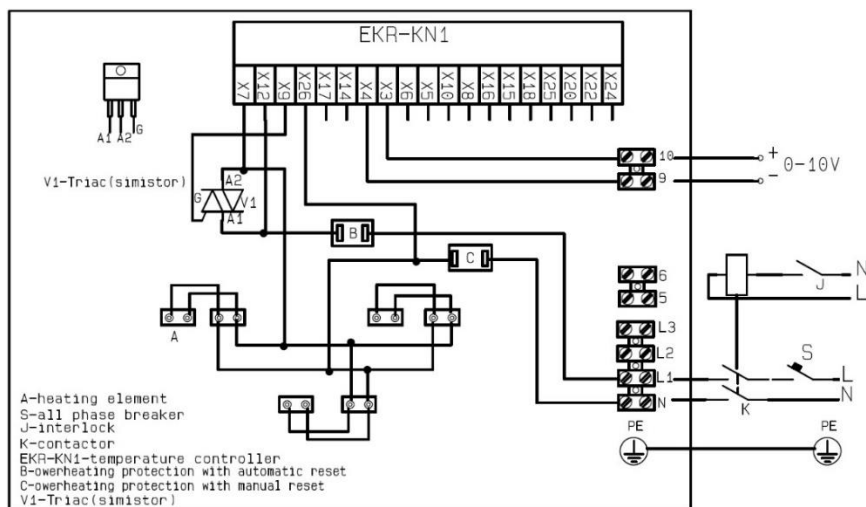 EKR-KN1
X7 X12 X9 X26 X17 X14 X4 X3 X6 X5 X10 X8 X16 X15 X18 X25 X20 X22 X24
A1 A2 G
10 + 0-10V
9 -
V1-Triac(simistor)
A2
G V1
A1
B
C
6
5
N
J
L
L3
L2
S
L1 L
N N
K
A
PE PE
A-heating element
S-all phase breaker
J-interlock
K-contactor
EKR-KN1-temperature controller
B-owerheating protection with automatic reset
C-owerheating protection with manual reset
V1-Triac(simistor)